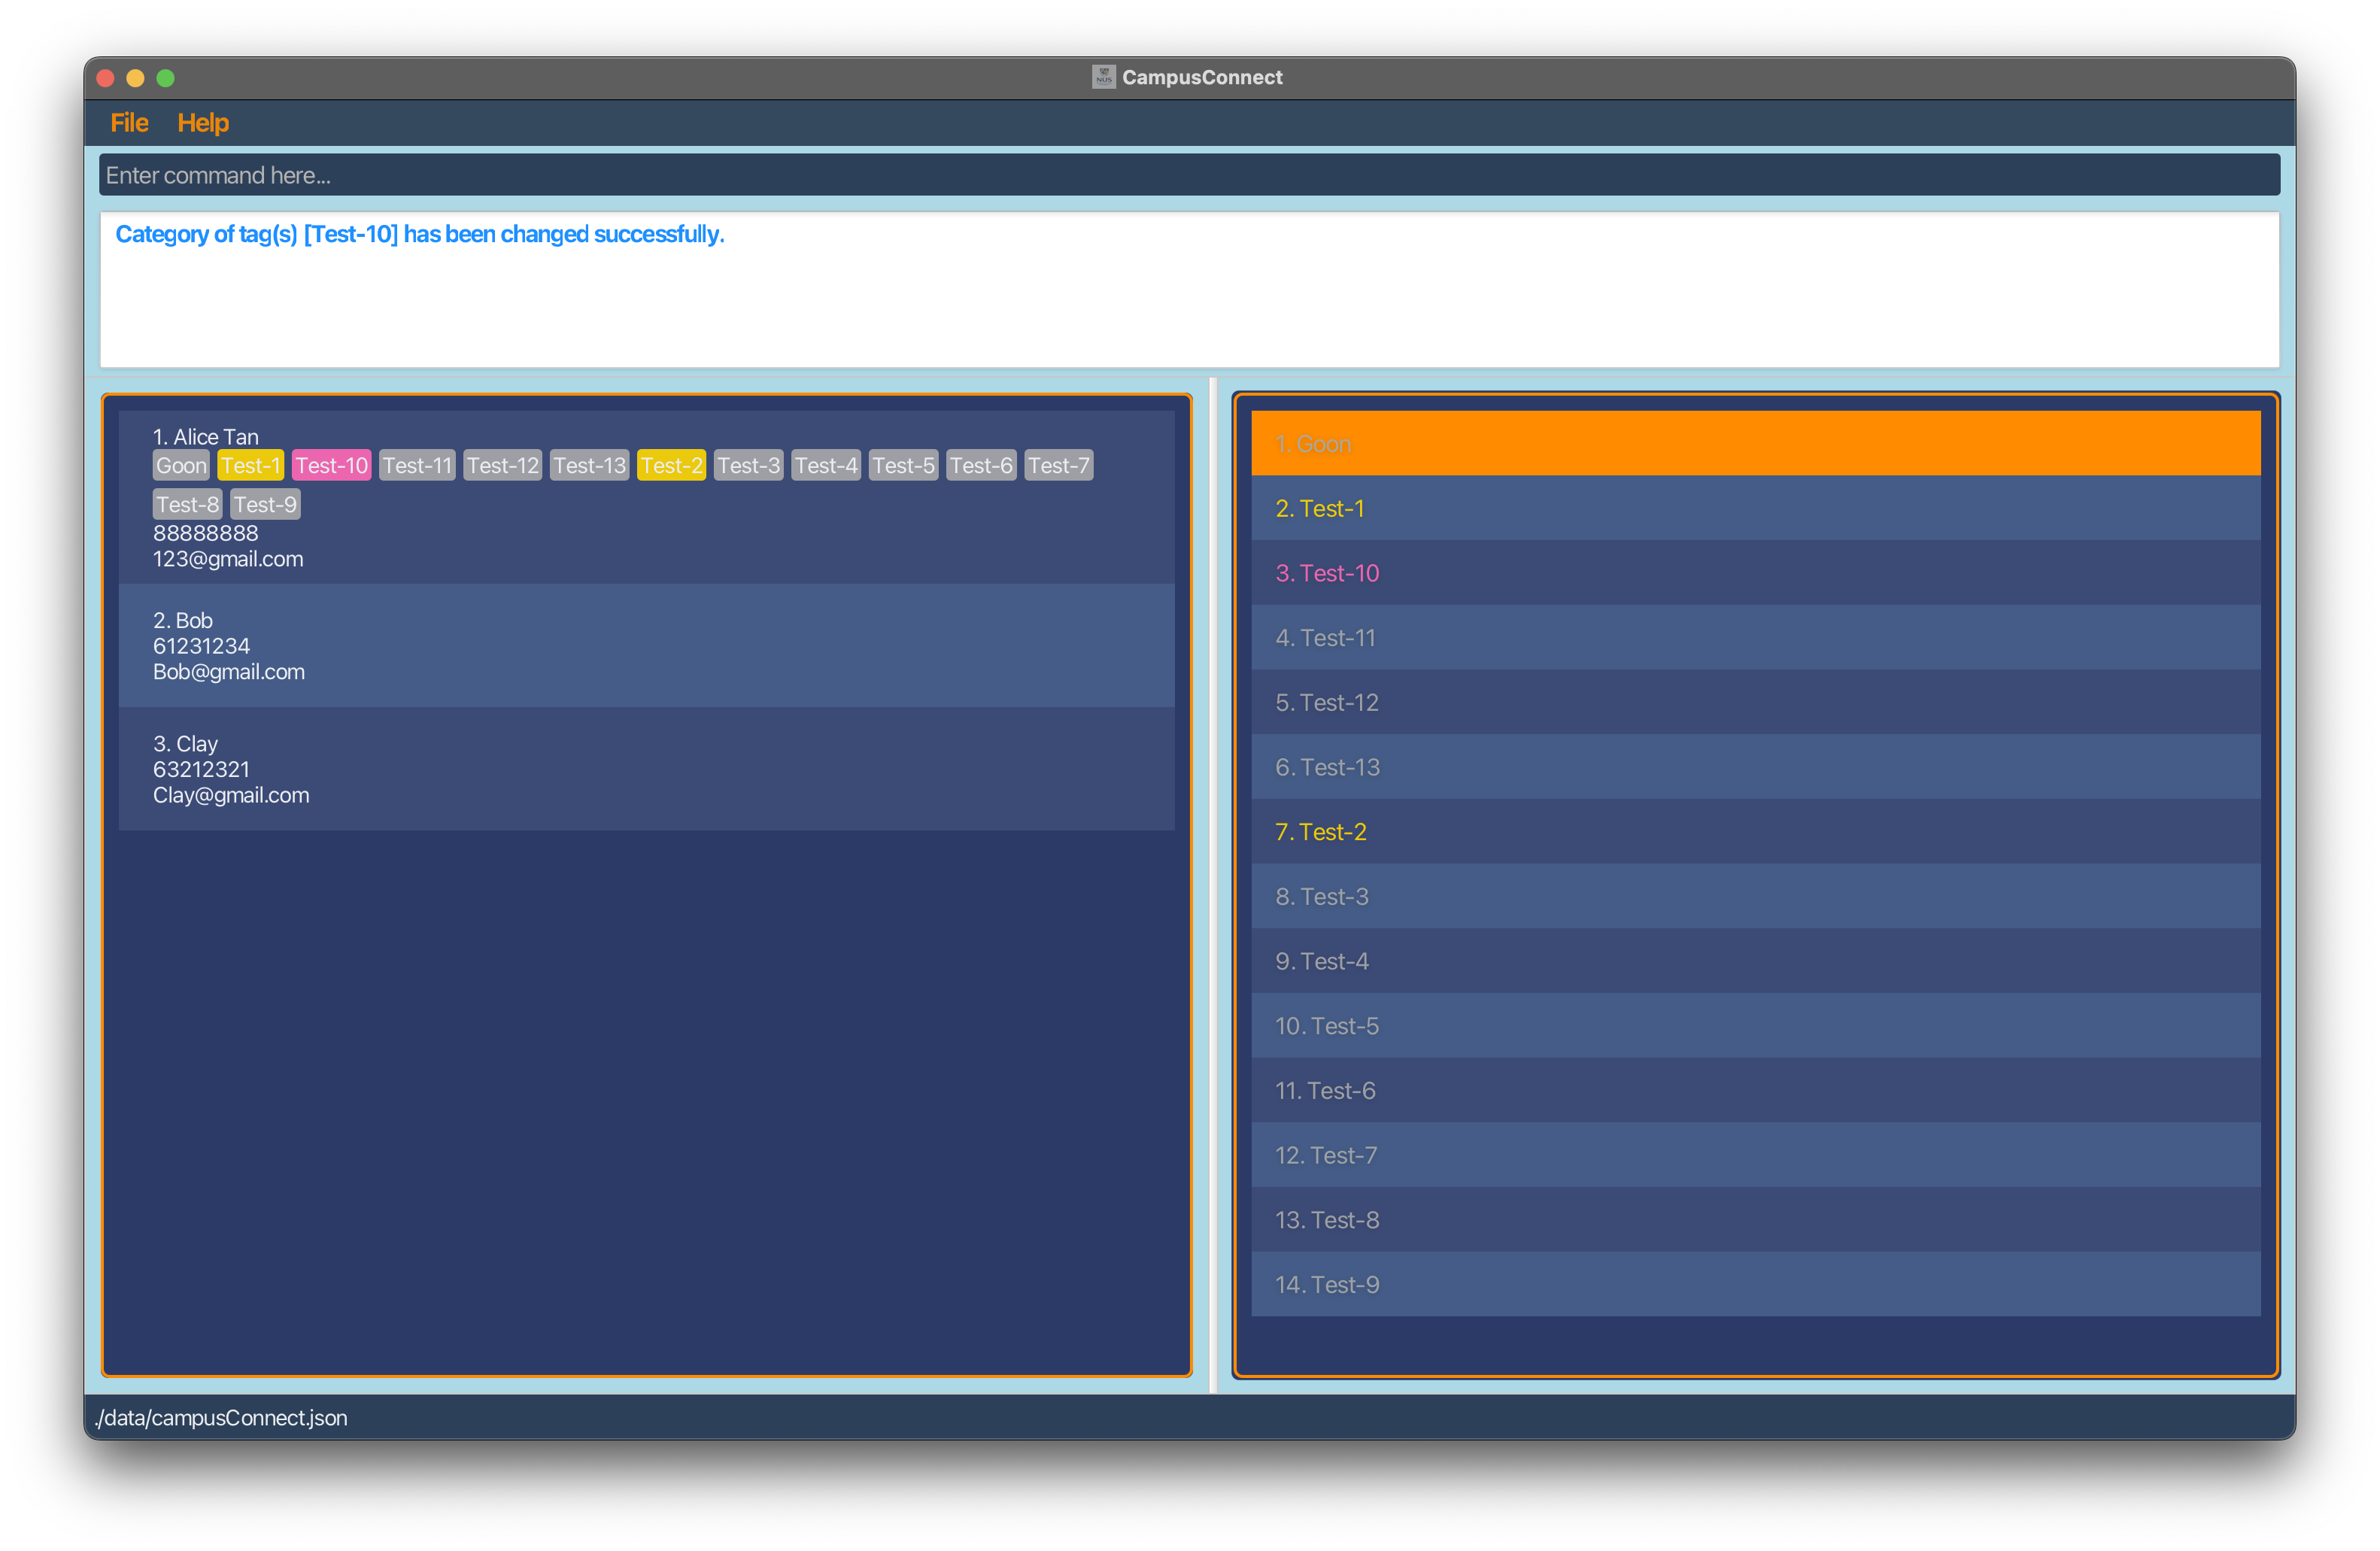 CampusConnect
File Help
Enter command here...
Category of tag(s) [Test-10] has been changed successfully.
1. Alice Tan
Goon Test-1 Test-10 Test-11 Test-12 Test-13 Test-2 Test-3 Test-4 Test-5 Test-6 Test-7
Test-8 Test-9
88888888
123@gmail.com
2. Bob
61231234
Bob@gmail.com
3. Clay
63212321
Clay@gmail.com
1. Goon
2. Test-1
3. Test-10
4. Test-11
5. Test-12
6. Test-13
7. Test-2
8. Test-3
9. Test-4
10. Test-5
11. Test-6
12. Test-7
13. Test-8
14. Test-9
./data/campusConnect.json